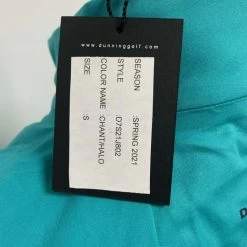 www.dunninggolf.com
SEASON :SPRING 2021
STYLE :D7S21J802
COLOR NAME :CHANT/HALO
SIZE :S
D